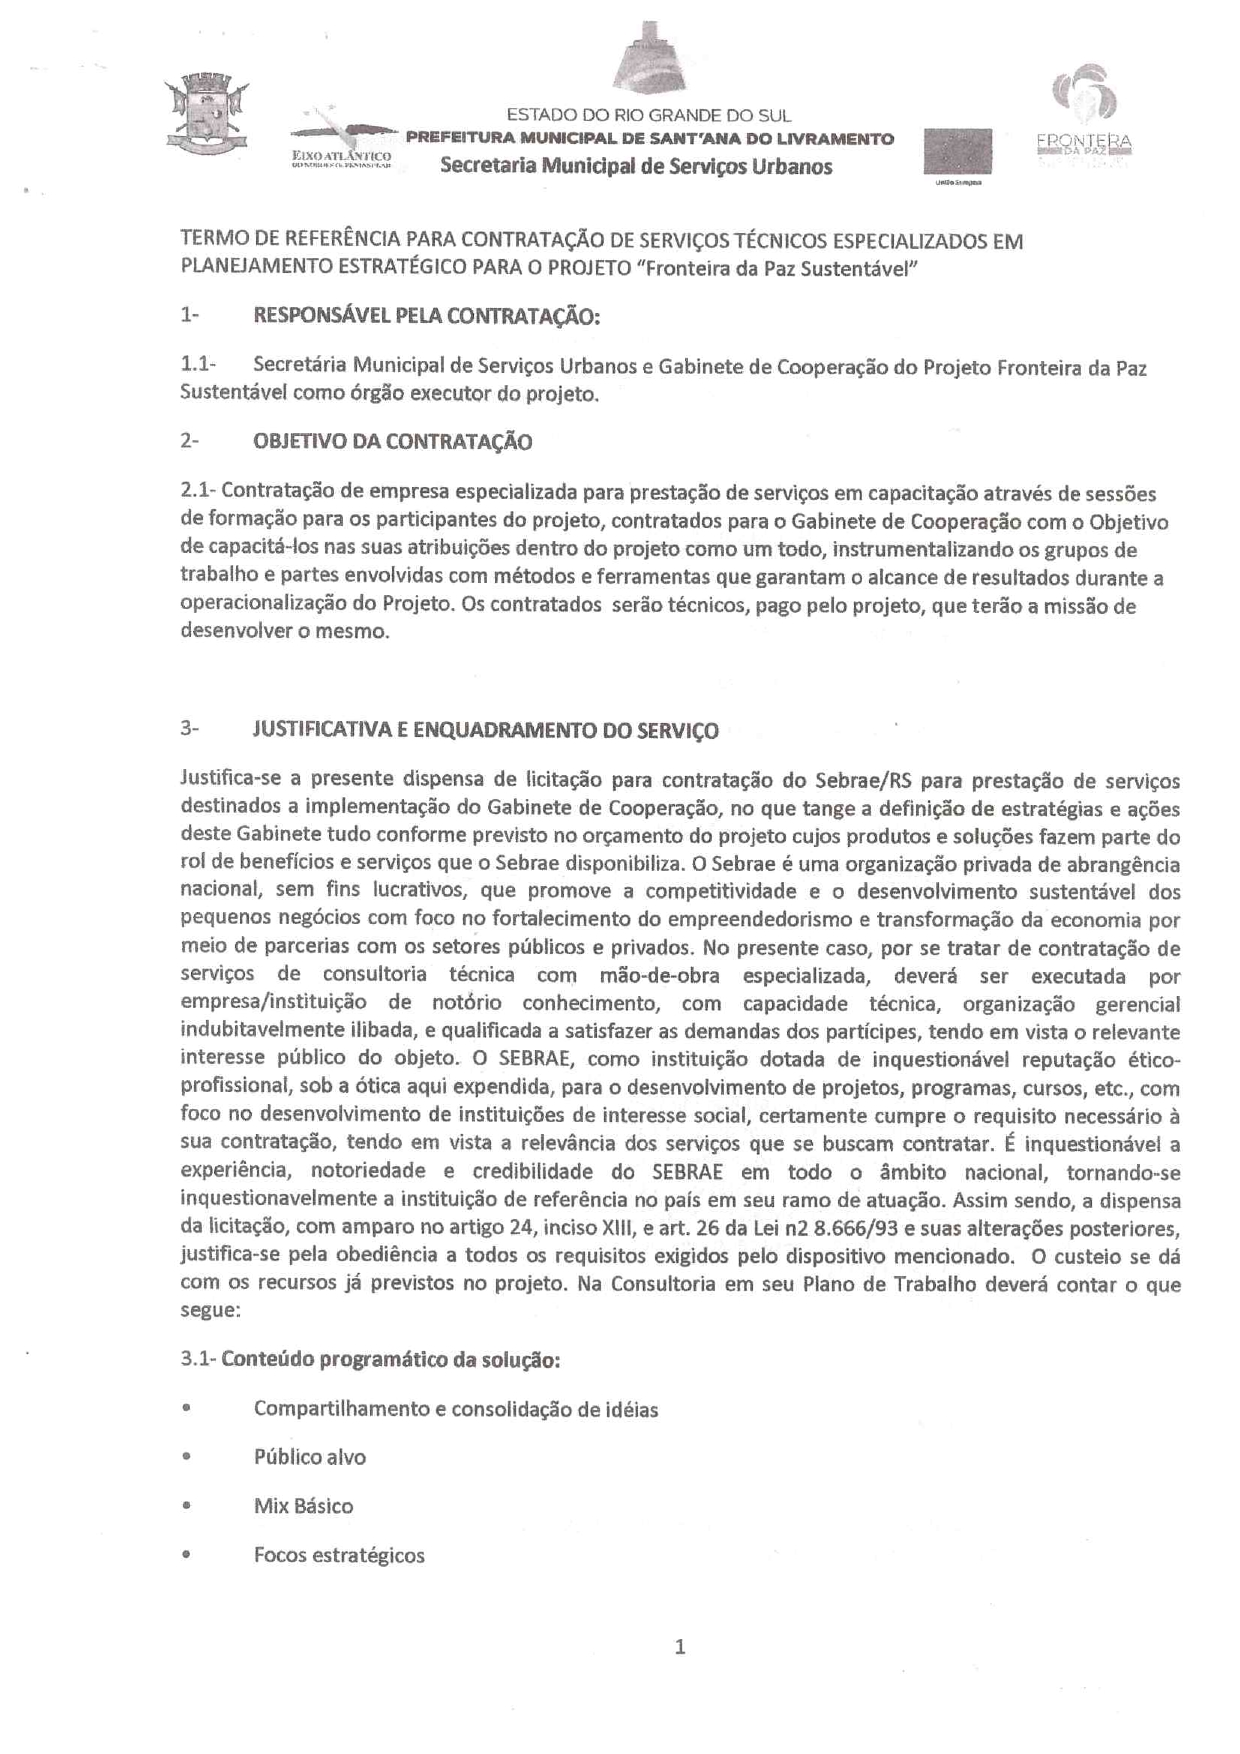 ESTADO DO RIO GRANDE DO SUL
PREFEITURA MUNICIPAL DE SANT'ANA DO LIVRAMENTO
Secretaria Municipal de Serviços Urbanos
EIXO ATLÂNTICO
União Europeia
FRONTERA
DA PAZ
TERMO DE REFERÊNCIA PARA CONTRATAÇÃO DE SERVIÇOS TÉCNICOS ESPECIALIZADOS EM
PLANEJAMENTO ESTRATÉGICO PARA O PROJETO "Fronteira da Paz Sustentável"
1- RESPONSÁVEL PELA CONTRATAÇÃO:
1.1- Secretária Municipal de Serviços Urbanos e Gabinete de Cooperação do Projeto Fronteira da Paz
Sustentável como órgão executor do projeto.
2- OBJETIVO DA CONTRATAÇÃO
2.1- Contratação de empresa especializada para prestação de serviços em capacitação através de sessões
de formação para os participantes do projeto, contratados para o Gabinete de Cooperação com o Objetivo
de capacitá-los nas suas atribuições dentro do projeto como um todo, instrumentalizando os grupos de
trabalho e partes envolvidas com métodos e ferramentas que garantam o alcance de resultados durante a
operacionalização do Projeto. Os contratados serão técnicos, pago pelo projeto, que terão a missão de
desenvolver o mesmo.
3- JUSTIFICATIVA E ENQUADRAMENTO DO SERVIÇO
Justifica-se a presente dispensa de licitação para contratação do Sebrae/RS para prestação de serviços
destinados a implementação do Gabinete de Cooperação, no que tange a definição de estratégias e ações
deste Gabinete tudo conforme previsto no orçamento do projeto cujos produtos e soluções fazem parte do
rol de benefícios e serviços que o Sebrae disponibiliza. O Sebrae é uma organização privada de abrangência
nacional, sem fins lucrativos, que promove a competitividade e o desenvolvimento sustentável dos
pequenos negócios com foco no fortalecimento do empreendedorismo e transformação da economia por
meio de parcerias com os setores públicos e privados. No presente caso, por se tratar de contratação de
serviços de consultoria técnica com mão-de-obra especializada, deverá ser executada por
empresa/instituição de notório conhecimento, com capacidade técnica, organização gerencial
indubitavelmente ilibada, e qualificada a satisfazer as demandas dos partícipes, tendo em vista o relevante
interesse público do objeto. O SEBRAE, como instituição dotada de inquestionável reputação ético-
profissional, sob a ótica aqui expendida, para o desenvolvimento de projetos, programas, cursos, etc., com
foco no desenvolvimento de instituições de interesse social, certamente cumpre o requisito necessário à
sua contratação, tendo em vista a relevância dos serviços que se buscam contratar. É inquestionável a
experiência, notoriedade e credibilidade do SEBRAE em todo o âmbito nacional, tornando-se
inquestionavelmente a instituição de referência no país em seu ramo de atuação. Assim sendo, a dispensa
da licitação, com amparo no artigo 24, inciso XIII, e art. 26 da Lei n2 8.666/93 e suas alterações posteriores,
justifica-se pela obediência a todos os requisitos exigidos pelo dispositivo mencionado. O custeio se dá
com os recursos já previstos no projeto. Na Consultoria em seu Plano de Trabalho deverá contar o que
segue:
3.1- Conteúdo programático da solução:
• Compartilhamento e consolidação de idéias
• Público alvo
• Mix Básico
• Focos estratégicos
1